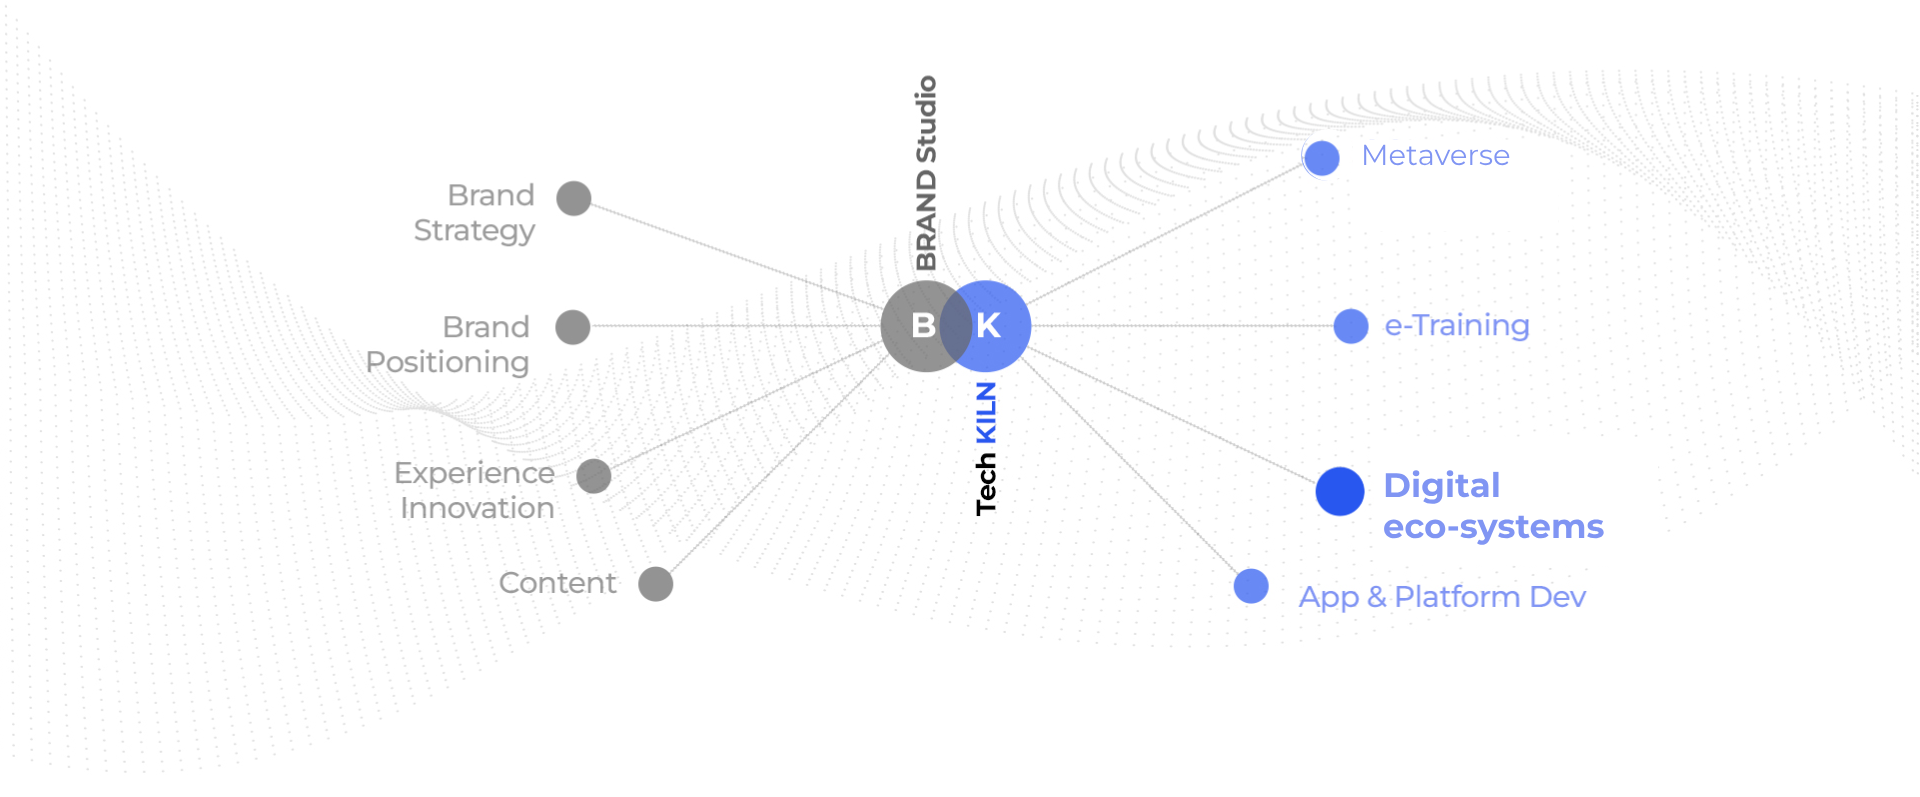 BRAND Studio
Brand
Strategy
Brand
Positioning
Experience
Innovation
Content
B
K
Tech KILN
Metaverse
e-Training
Digital
eco-systems
App & Platform Dev